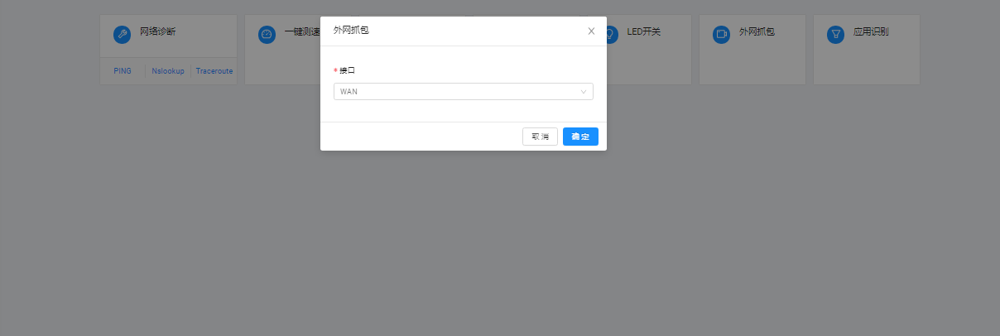 网络诊断
PING
Nslookup
Traceroute
一键测速
LED开关
外网抓包
应用识别
外网抓包
* 接口
WAN
取消
确定